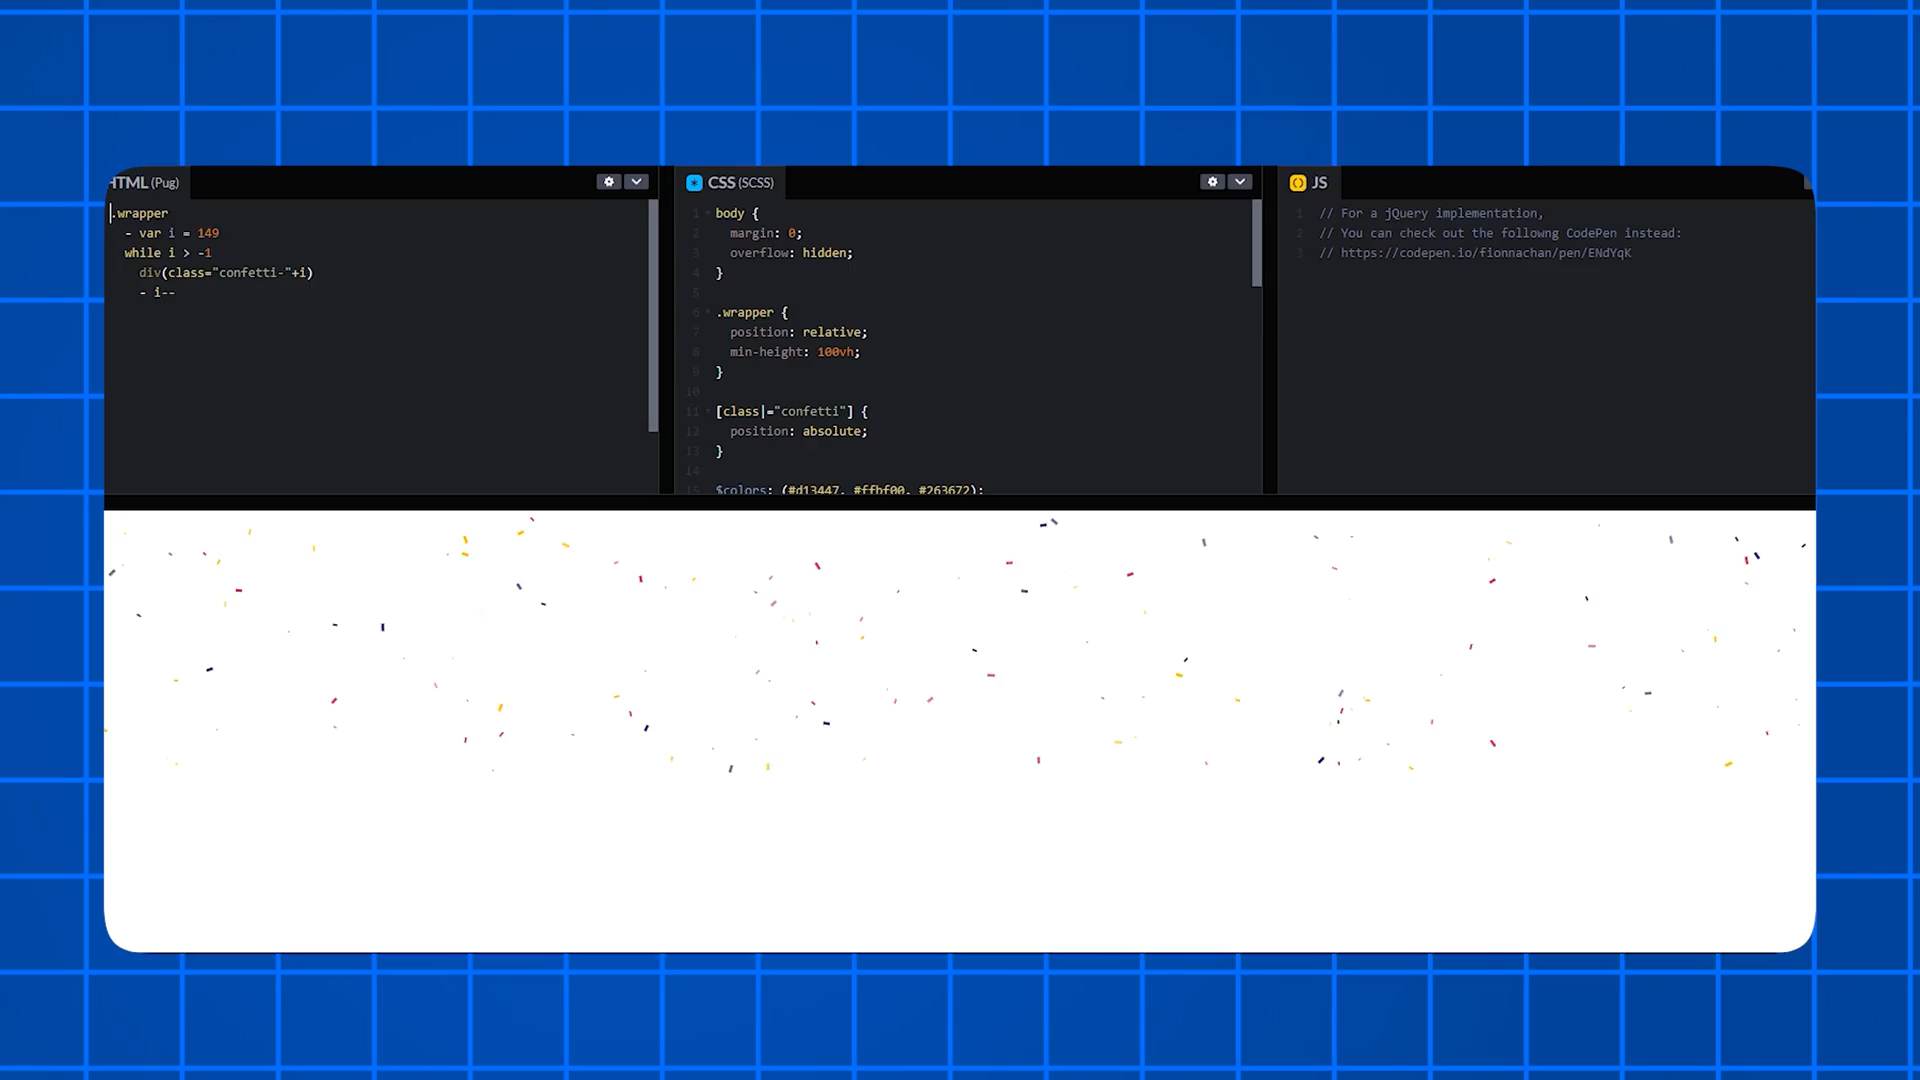 HTML (Pug)
.wrapper
- var i = 149
while i > -1
div(class="confetti-"+i)
- i--
CSS (SCSS)
1 body {
2 margin: 0;
3 overflow: hidden;
4 }
5
6 .wrapper {
7 position: relative;
8 min-height: 100vh;
9 }
10
11 [class|="confetti"] {
12 position: absolute;
13 }
14
15 $colors: (#d13447, #ffbf00, #263672);
JS
1 // For a jQuery implementation,
2 // You can check out the followng CodePen instead:
3 // https://codepen.io/fionnachan/pen/ENdYqK